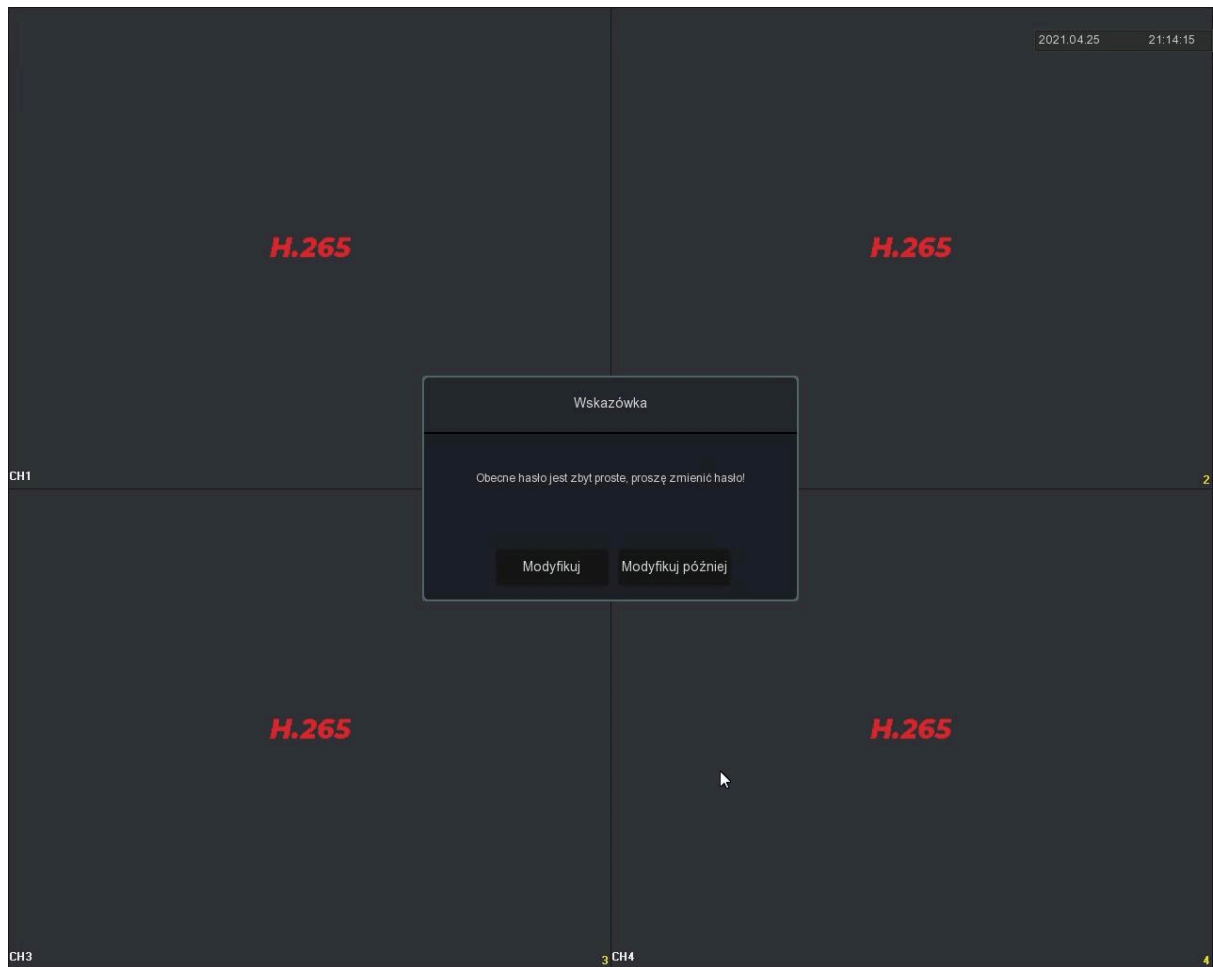 2021.04.25 21:14:15
H.265
H.265
Wskazówka
Obecne hasło jest zbyt proste, proszę zmienić hasło!
Modyfikuj
Modyfikuj później
CH1
2
H.265
H.265
CH3
3
CH4
4